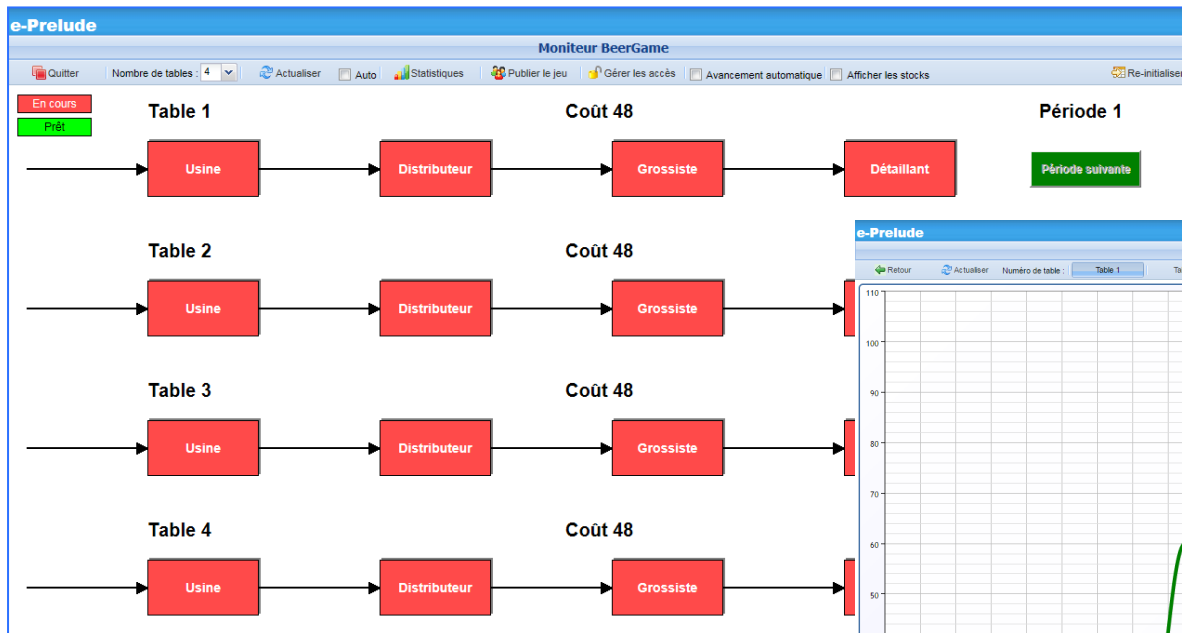 e-Prelude
Moniteur BeerGame
Quitter Nombre de tables : 4 Actualiser Auto Statistiques Publier le jeu Gérer les accès Avancement automatique Afficher les stocks Re-initialiser
En cours
Prêt
Table 1 Coût 48 Période 1
Usine Distributeur Grossiste Détaillant Période suivante
Table 2 Coût 48
Usine Distributeur Grossiste
Table 3 Coût 48
Usine Distributeur Grossiste
Table 4 Coût 48
Usine Distributeur Grossiste
e-Prelude
Retour Actualiser Numéro de table : Table 1 Ta
110
100
90
80
70
60
50